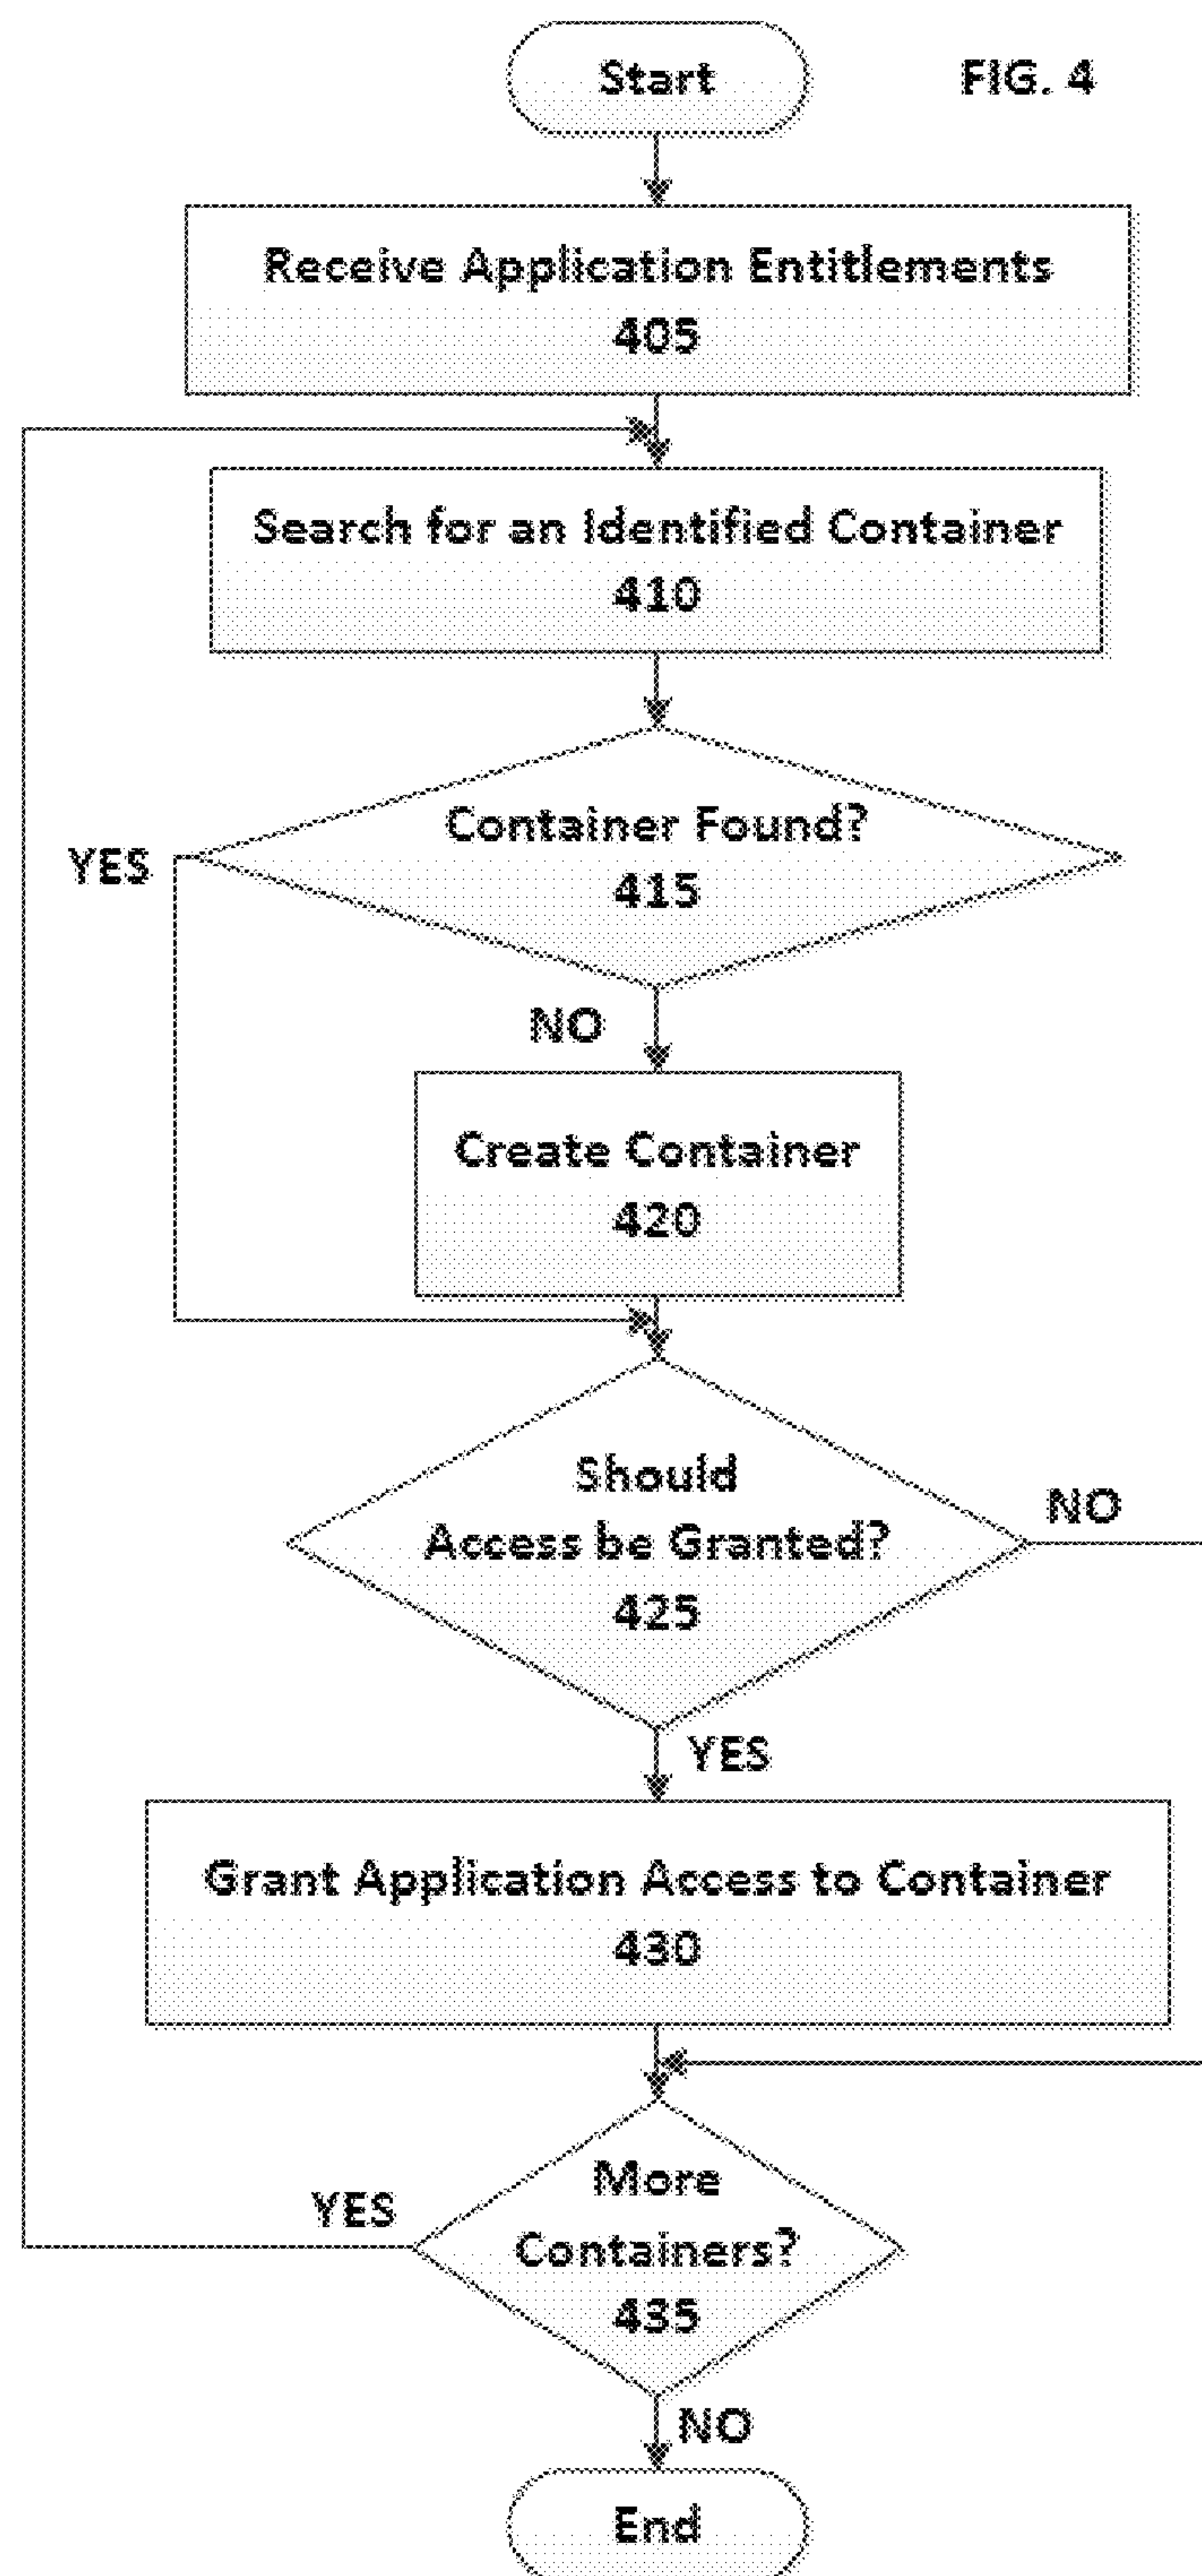 Start
FIG. 4
Receive Application Entitlements
405
Search for an Identified Container
410
Container Found?
415
YES
NO
Create Container
420
Should
Access be Granted?
425
NO
YES
Grant Application Access to Container
430
More
Containers?
435
YES
NO
End